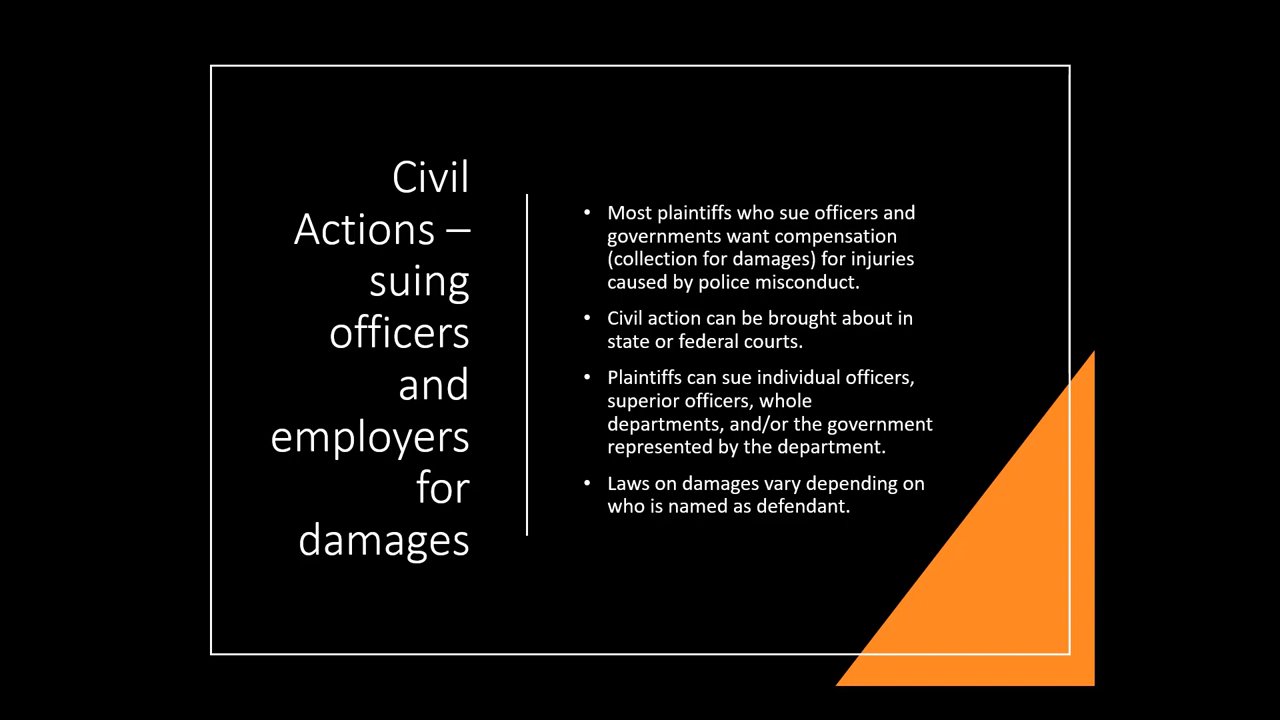 Civil
Actions –
suing
officers
and
employers
for
damages
• Most plaintiffs who sue officers and
governments want compensation
(collection for damages) for injuries
caused by police misconduct.
• Civil action can be brought about in
state or federal courts.
• Plaintiffs can sue individual officers,
superior officers, whole
departments, and/or the government
represented by the department.
• Laws on damages vary depending on
who is named as defendant.